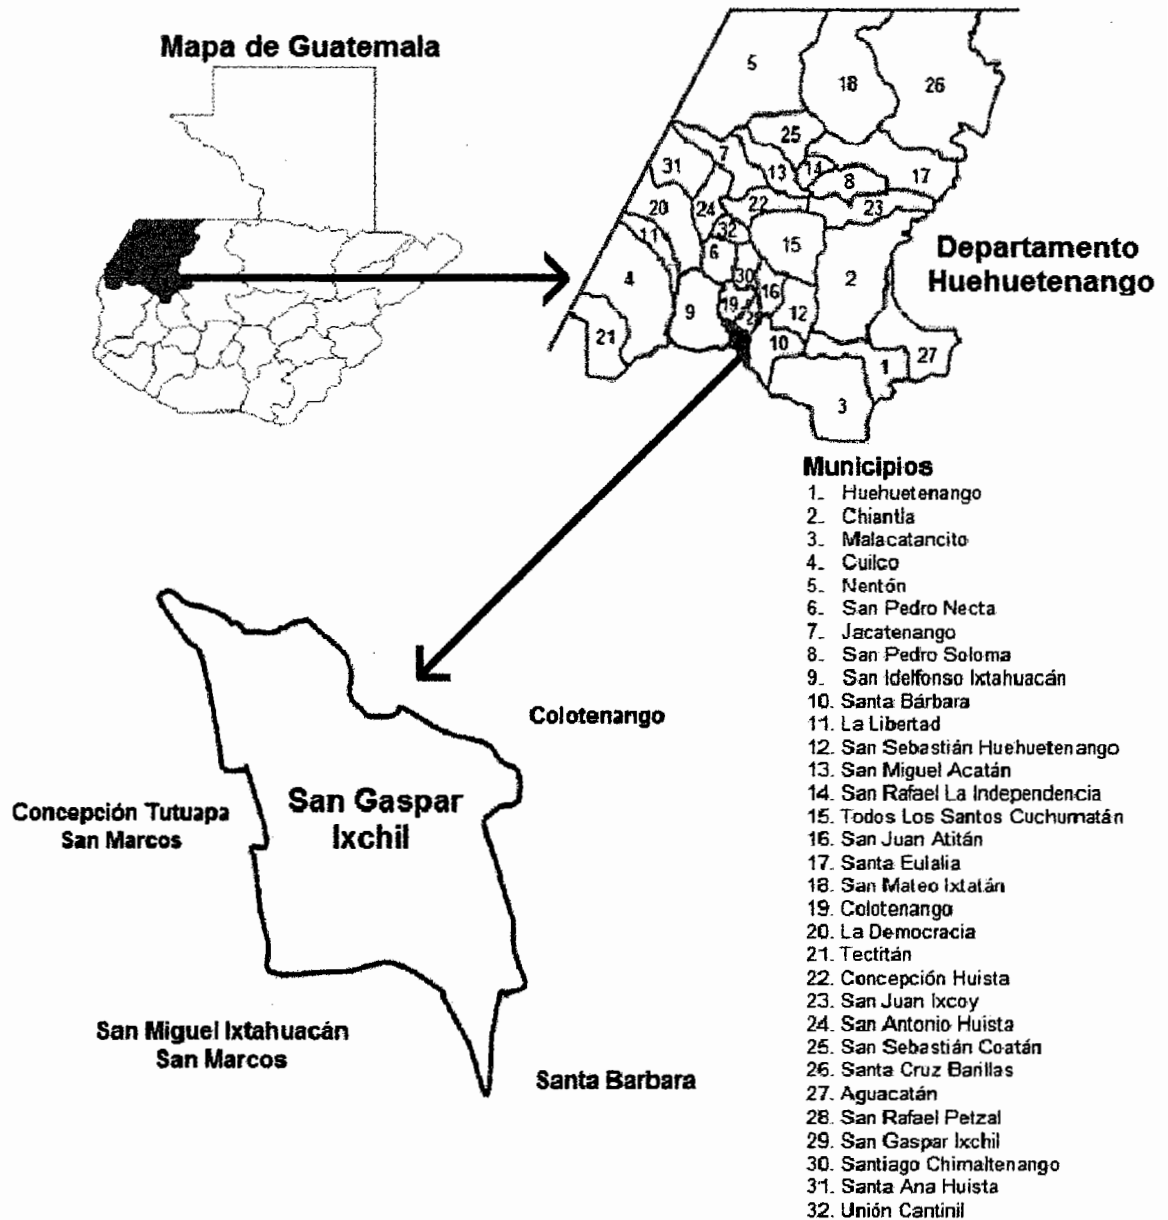 Mapa de Guatemala
5
18
26
25
7
31
13
14
8
17
20
24
22
23
11
32
6
15
4
30
2
16
9
19
12
21
10
27
1
3
Departamento
Huehuetenango
Municipios
1. Huehuetenango
2. Chiantla
3. Malacatancito
4. Cuilco
5. Nentón
6. San Pedro Necta
7. Jacatenango
8. San Pedro Soloma
9. San Idelfonso Ixtahuacán
10. Santa Bárbara
11. La Libertad
12. San Sebastián Huehuetenango
13. San Miguel Acatán
14. San Rafael La Independencia
15. Todos Los Santos Cuchumatán
16. San Juan Atitán
17. Santa Eulalia
18. San Mateo Ixtatán
19. Colotenango
20. La Democracia
21. Tectitán
22. Concepción Huista
23. San Juan Ixcoy
24. San Antonio Huista
25. San Sebastián Coatán
26. Santa Cruz Barillas
27. Aguacatán
28. San Rafael Petzal
29. San Gaspar Ixchil
30. Santiago Chimaltenango
31. Santa Ana Huista
32. Unión Cantinil
Colotenango
San Gaspar
Ixchil
Concepción Tutuapa
San Marcos
San Miguel Ixtahuacán
San Marcos
Santa Barbara